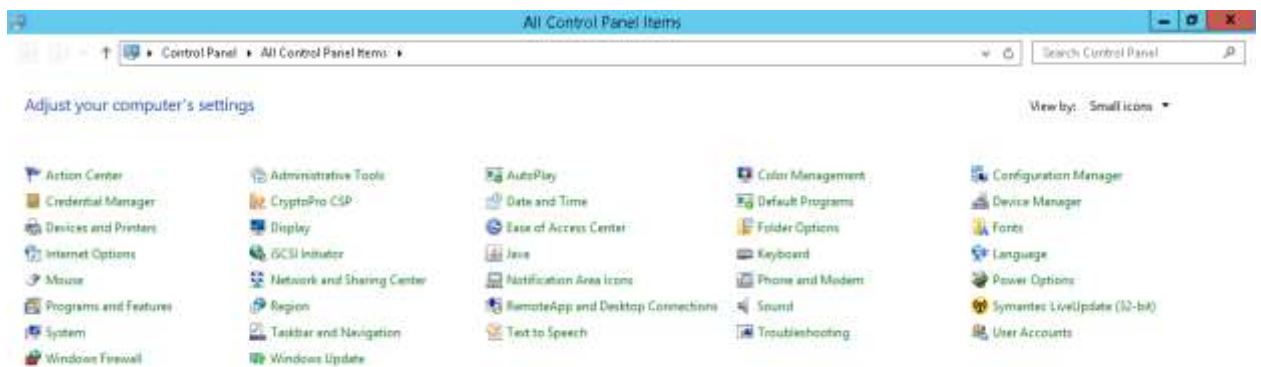 All Control Panel Items
Control Panel All Control Panel Items Search Control Panel
Adjust your computer's settings View by: Small icons
Action Center Administrative Tools AutoPlay Color Management Configuration Manager
Credential Manager CryptoPro CSP Date and Time Default Programs Device Manager
Devices and Printers Display Ease of Access Center Folder Options Fonts
Internet Options iSCSI Initiator Java Keyboard Language
Mouse Network and Sharing Center Notification Area Icons Phone and Modem Power Options
Programs and Features Region RemoteApp and Desktop Connections Sound Symantec LiveUpdate (32-bit)
System Taskbar and Navigation Text to Speech Troubleshooting User Accounts
Windows Firewall Windows Update